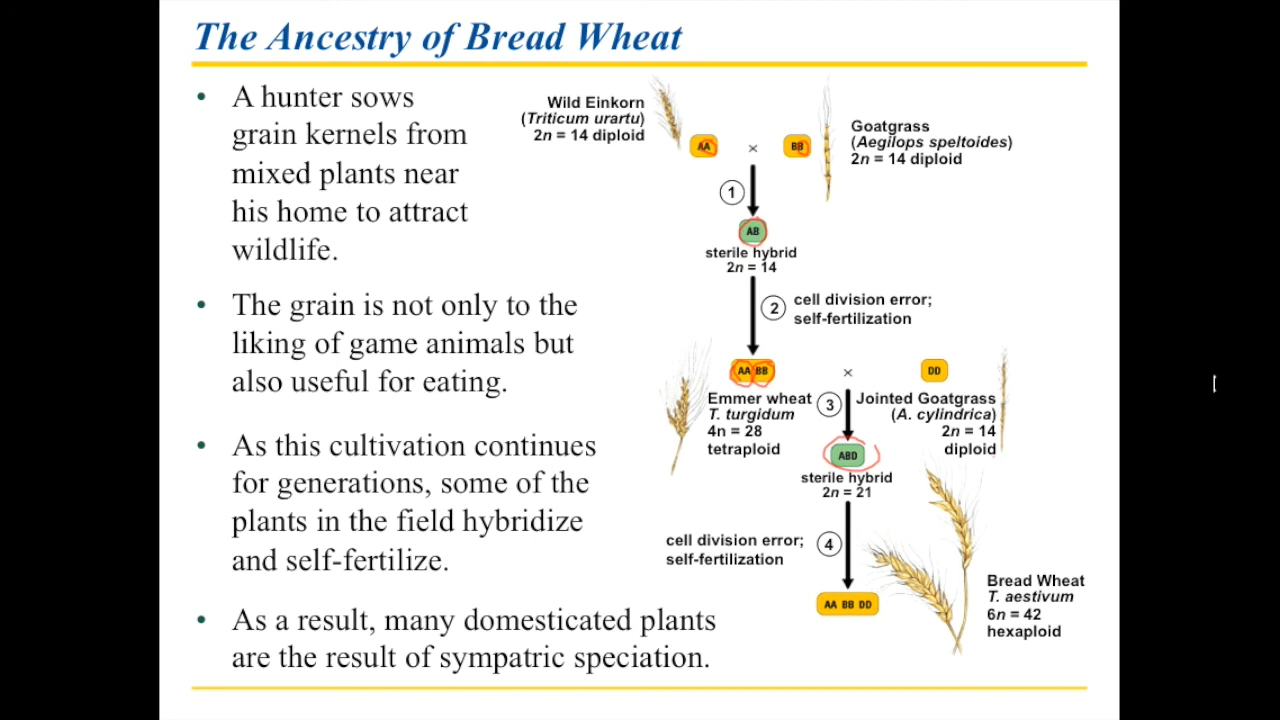 The Ancestry of Bread Wheat
• A hunter sows
grain kernels from
mixed plants near
his home to attract
wildlife.
• The grain is not only to the
liking of game animals but
also useful for eating.
• As this cultivation continues
for generations, some of the
plants in the field hybridize
and self-fertilize.
• As a result, many domesticated plants
are the result of sympatric speciation.
Wild Einkorn
(Triticum urartu)
2n = 14 diploid
AA
×
BB
Goatgrass
(Aegilops speltoides)
2n = 14 diploid
1
AB
sterile hybrid
2n = 14
2
cell division error;
self-fertilization
AA BB
×
DD
Emmer wheat
T. turgidum
4n = 28
tetraploid
3
Jointed Goatgrass
(A. cylindrica)
2n = 14
diploid
ABD
sterile hybrid
2n = 21
cell division error;
self-fertilization
4
AA BB DD
Bread Wheat
T. aestivum
6n = 42
hexaploid